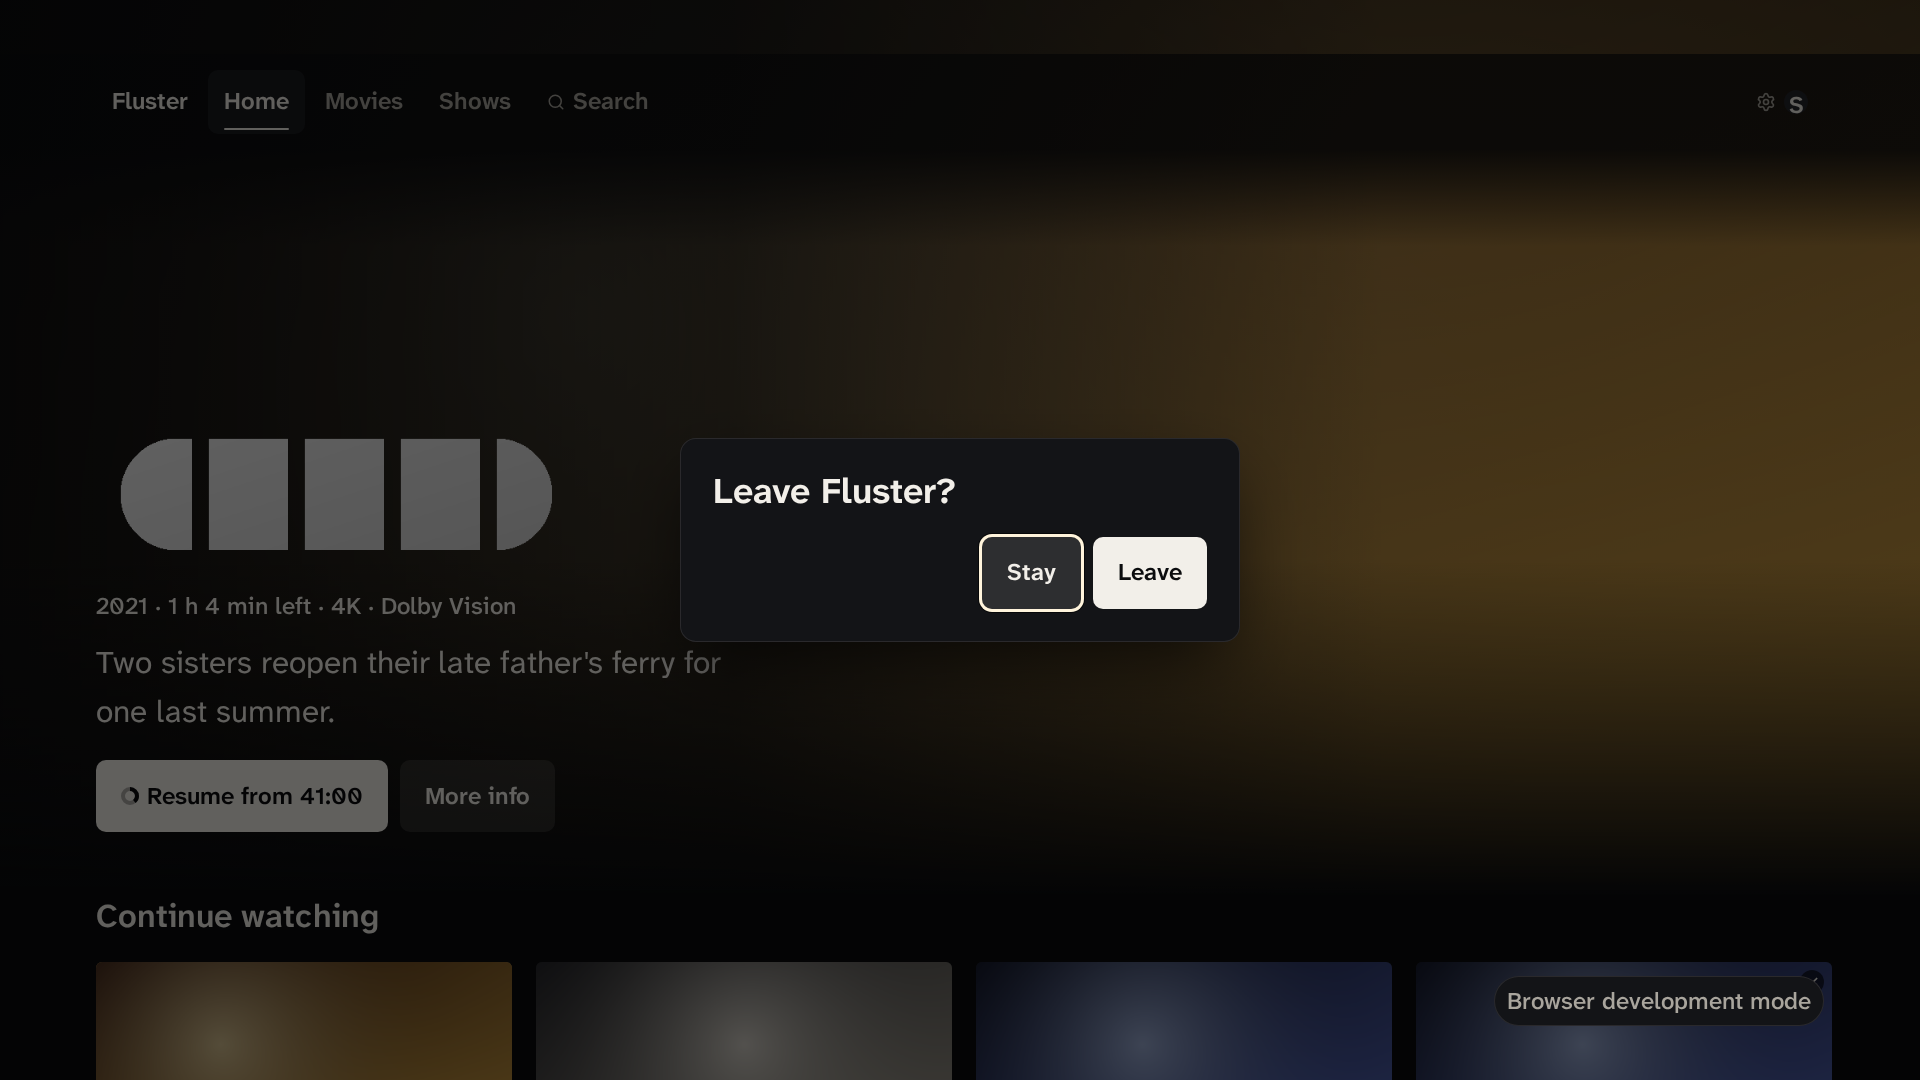 Fluster
Home
Movies
Shows
Search
S
Leave Fluster?
Stay
Leave
2021 · 1 h 4 min left · 4K · Dolby Vision
Two sisters reopen their late father's ferry for
one last summer.
Resume from 41:00
More info
Continue watching
Browser development mode